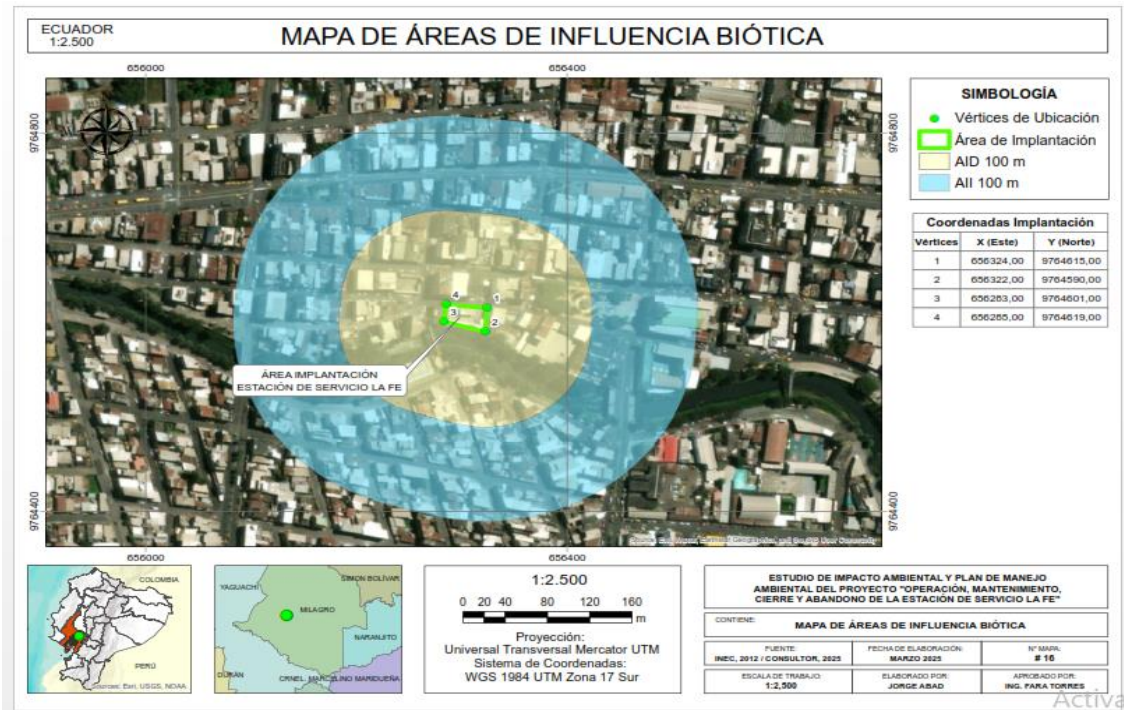 ECUADOR
1:2.500
MAPA DE ÁREAS DE INFLUENCIA BIÓTICA
656000
656400
9764800
9764800
4
1
3
2
ÁREA IMPLANTACIÓN
ESTACIÓN DE SERVICIO LA FE
9764400
9764400
656000
656400
SIMBOLOGÍA
Vértices de Ubicación
Área de Implantación
AID 100 m
AII 100 m
Coordenadas Implantación
Vértices X (Este) Y (Norte)
1 656324,00 9764615,00
2 656322,00 9764590,00
3 656283,00 9764601,00
4 656285,00 9764619,00
COLOMBIA
PERÚ
Sources: Esri, USGS, NOAA
YAGUACHI
SIMON BOLÍVAR
MILAGRO
NARANJITO
DURÁN
CRNEL. MARCELINO MARIDUEÑA
1:2.500
0 20 40 80 120 160
m
Proyección:
Universal Transversal Mercator UTM
Sistema de Coordenadas:
WGS 1984 UTM Zona 17 Sur
ESTUDIO DE IMPACTO AMBIENTAL Y PLAN DE MANEJO
AMBIENTAL DEL PROYECTO "OPERACIÓN, MANTENIMIENTO,
CIERRE Y ABANDONO DE LA ESTACIÓN DE SERVICIO LA FE"
CONTIENE:
MAPA DE ÁREAS DE INFLUENCIA BIÓTICA
FUENTE
INEC, 2012 / CONSULTOR, 2025
FECHA DE ELABORACIÓN:
MARZO 2025
N° MAPA:
# 16
ESCALA DE TRABAJO:
1:2,500
ELABORADO POR:
JORGE ABAD
APROBADO POR:
ING. FARA TORRES
Activa